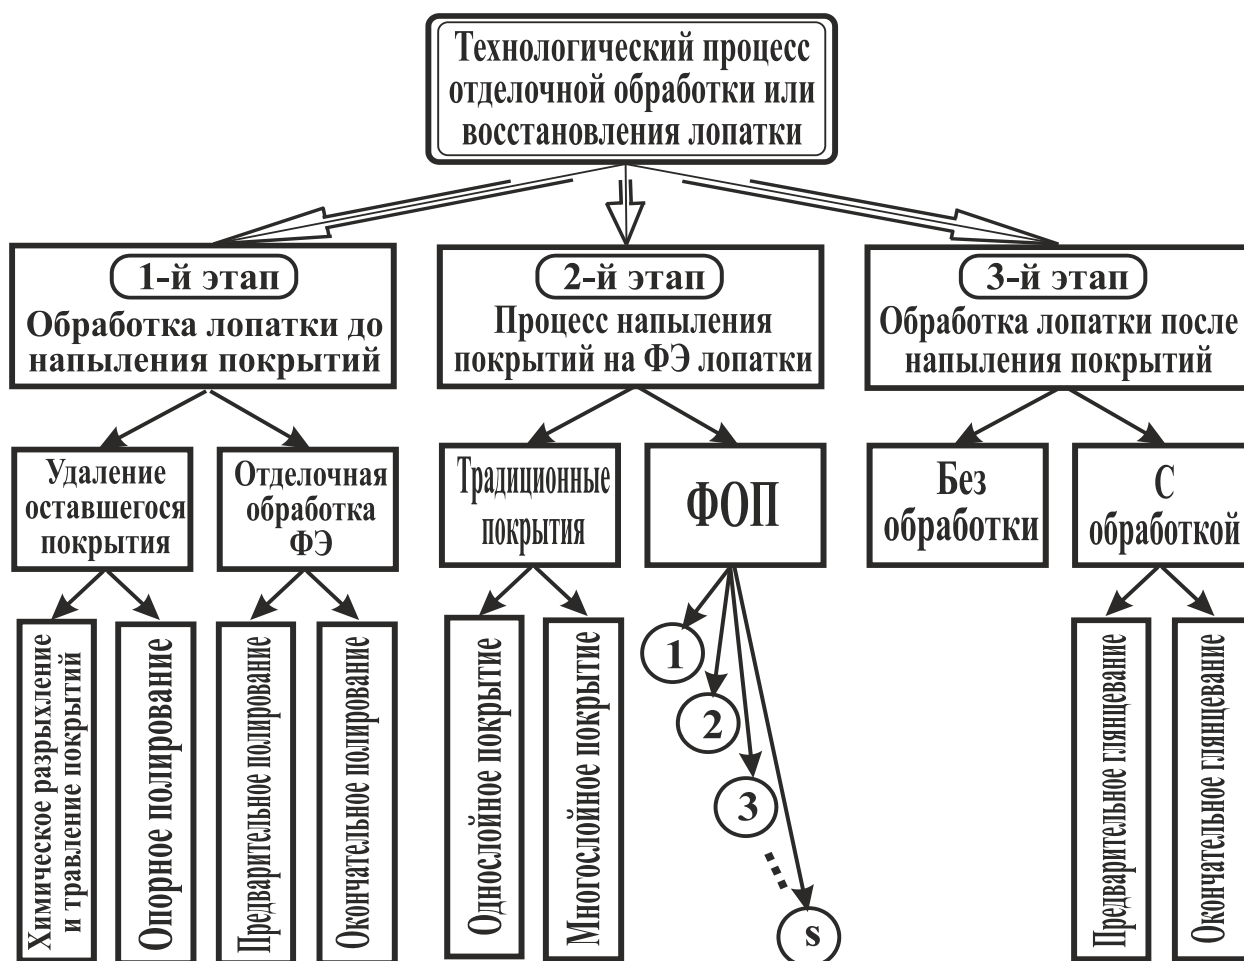 Технологический процесс
отделочной обработки или
восстановления лопатки
1-й этап
Обработка лопатки до
напыления покрытий
2-й этап
Процесс напыления
покрытий на ФЭ лопатки
3-й этап
Обработка лопатки после
напыления покрытий
Удаление
оставшегося
покрытия
Отделочная
обработка
ФЭ
Традиционные
покрытия
ФОП
Без
обработки
С
обработкой
Химическое разрыхление
и травление покрытий
Опорное полирование
Предварительное полирование
Окончательное полирование
Однослойное покрытие
Многослойное покрытие
1
2
3
s
Предварительное глянцевание
Окончательное глянцевание